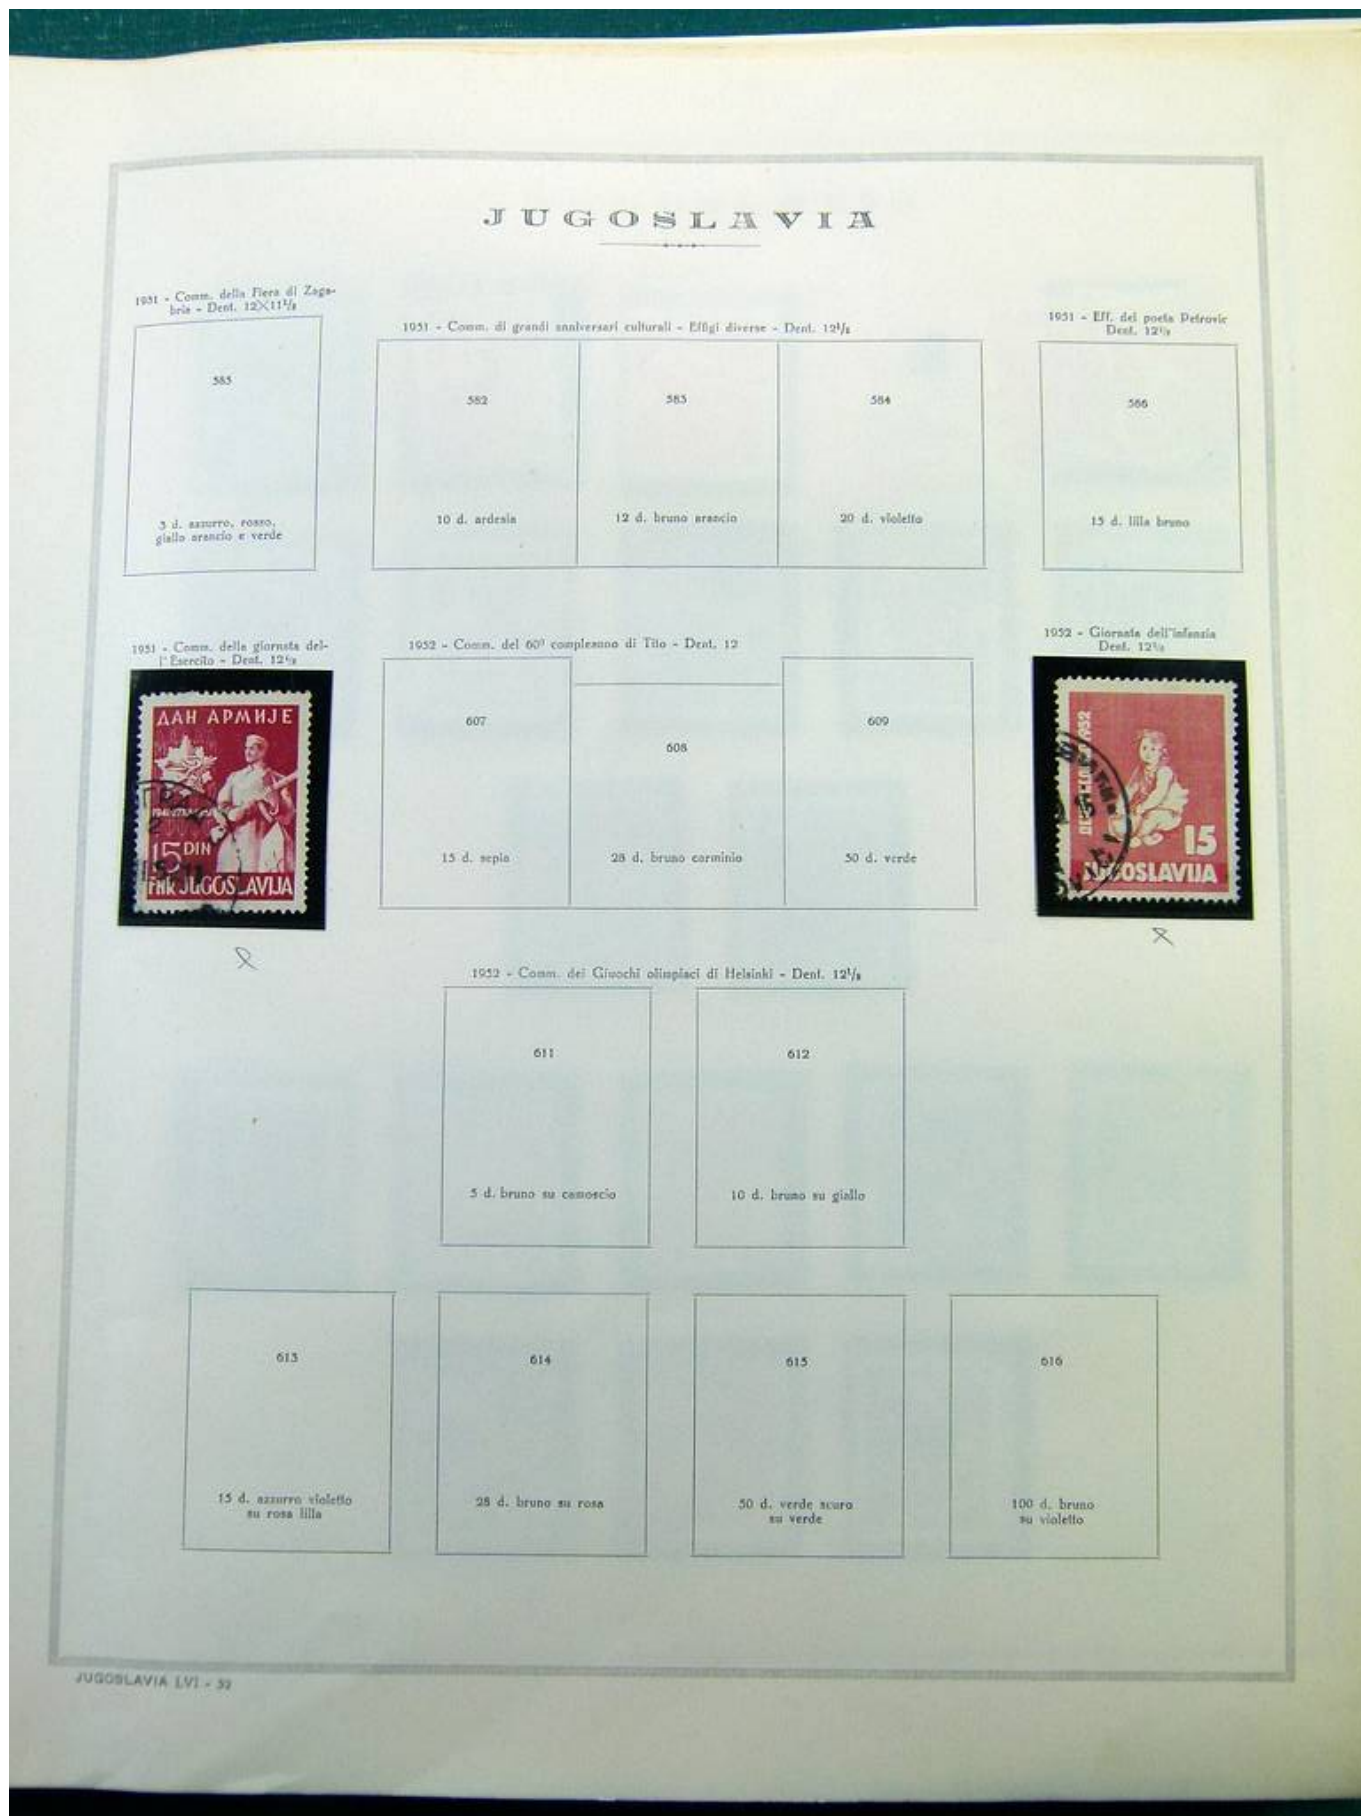 JUGOSLAVIA
1951 - Comm. della Fiera di Zaga-
bria - Dent. 12×11½
585
3 d. azzurro, rosso,
giallo arancio e verde
1951 - Comm. di grandi anniversari culturali - Effigi diverse - Dent. 12½
582
10 d. ardesia
583
12 d. bruno arancio
584
20 d. violetto
1951 - Eff. del poeta Petrovic
Dent. 12½
586
15 d. lilla bruno
1951 - Comm. della giornata del-
l'Esercito - Dent. 12½
ДАН АРМИЈЕ
15 DIN
FNR JUGOSLAVIJA
1952 - Comm. del 60º compleanno di Tito - Dent. 12
607
15 d. sepia
608
28 d. bruno carminio
609
50 d. verde
1952 - Giornata dell'infanzia
Dent. 12½
1952
15
JUGOSLAVIJA
1952 - Comm. dei Giuochi olimpiaci di Helsinki - Dent. 12½
611
5 d. bruno su camoscio
612
10 d. bruno su giallo
613
15 d. azzurro violetto
su rosa lilla
614
28 d. bruno su rosa
615
50 d. verde scuro
su verde
616
100 d. bruno
su violetto
JUGOSLAVIA LVI - 32